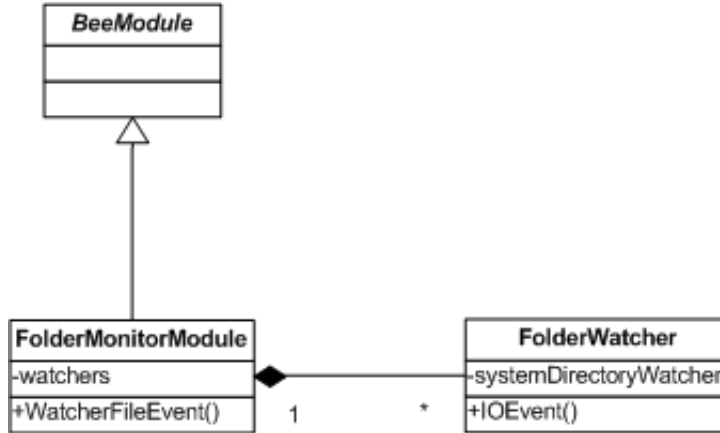 BeeModule
FolderMonitorModule
-watchers
+WatcherFileEvent()
1
*
FolderWatcher
-systemDirectoryWatcher
+IOEvent()